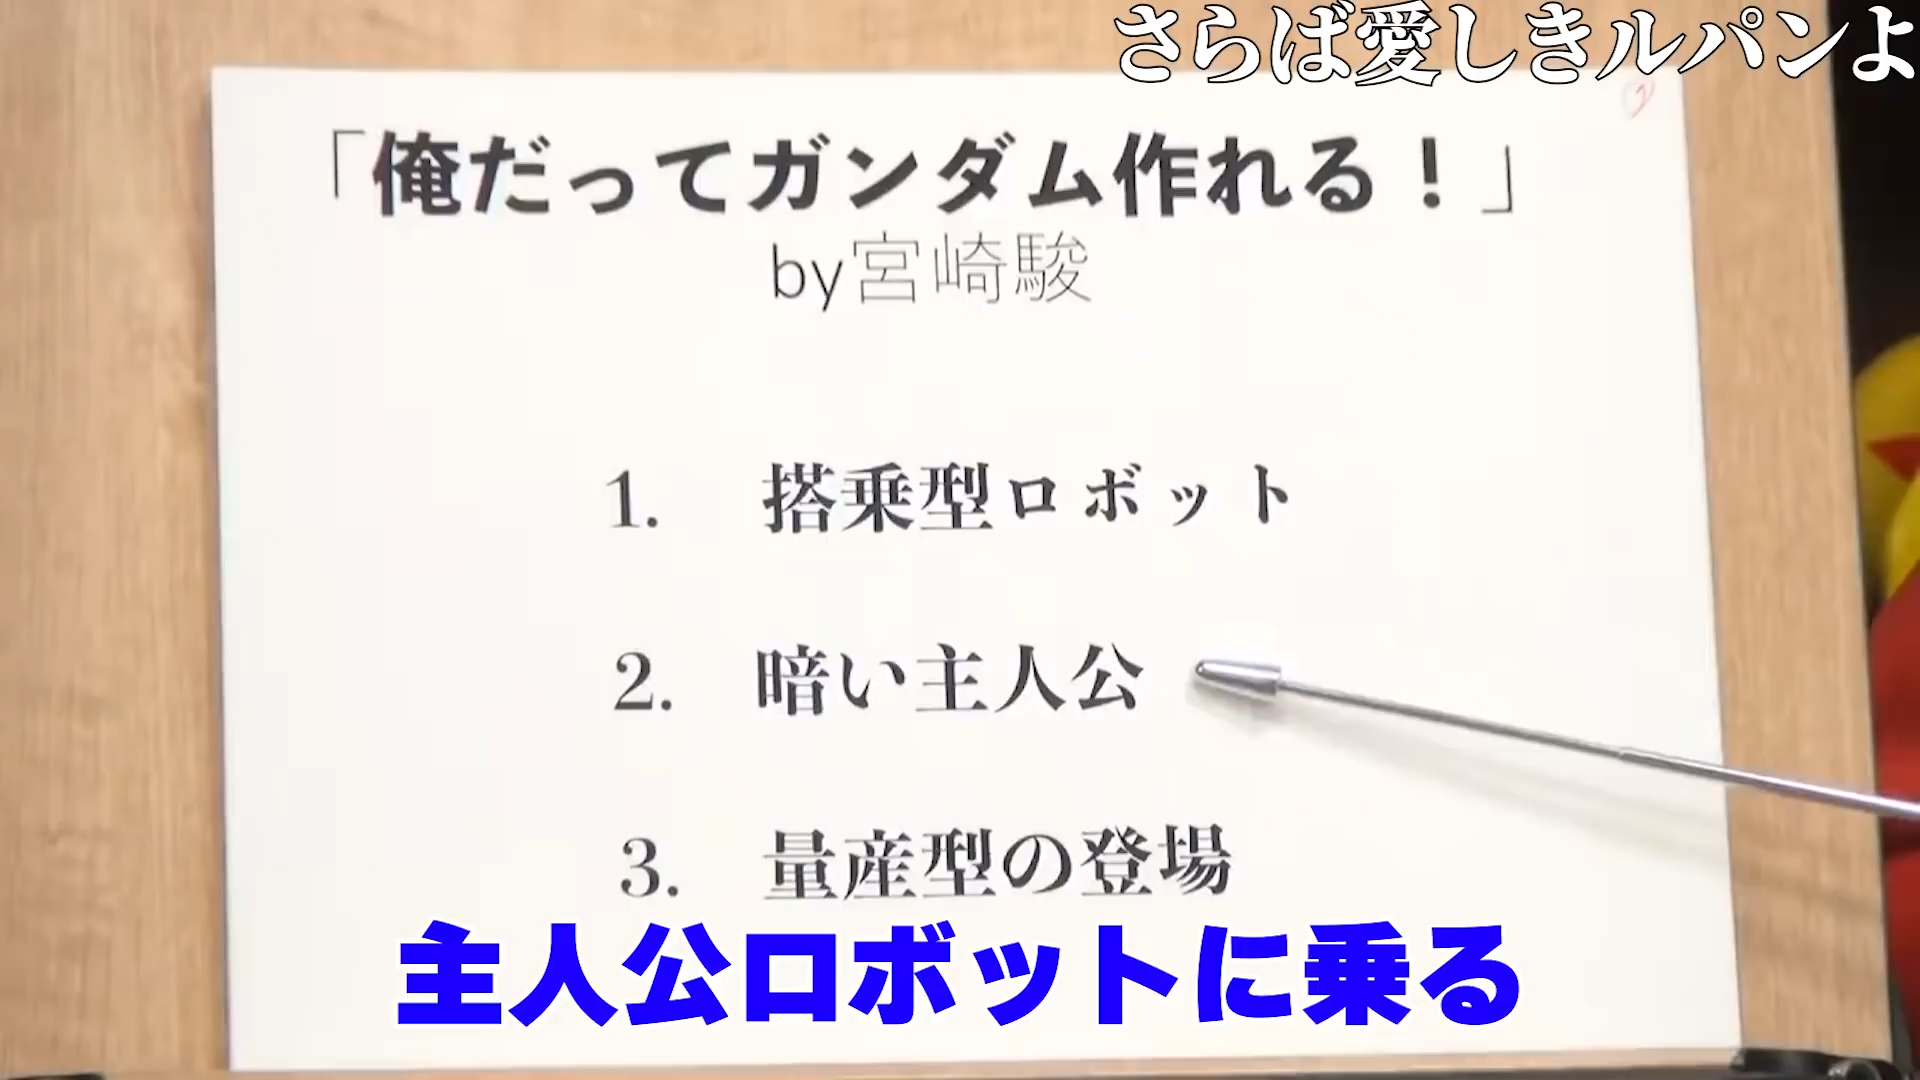 さらば愛しきルパンよ
「俺だってガンダム作れる！」
by宮崎駿
1. 搭乗型ロボット
2. 暗い主人公
3. 量産型の登場
主人公ロボットに乗る